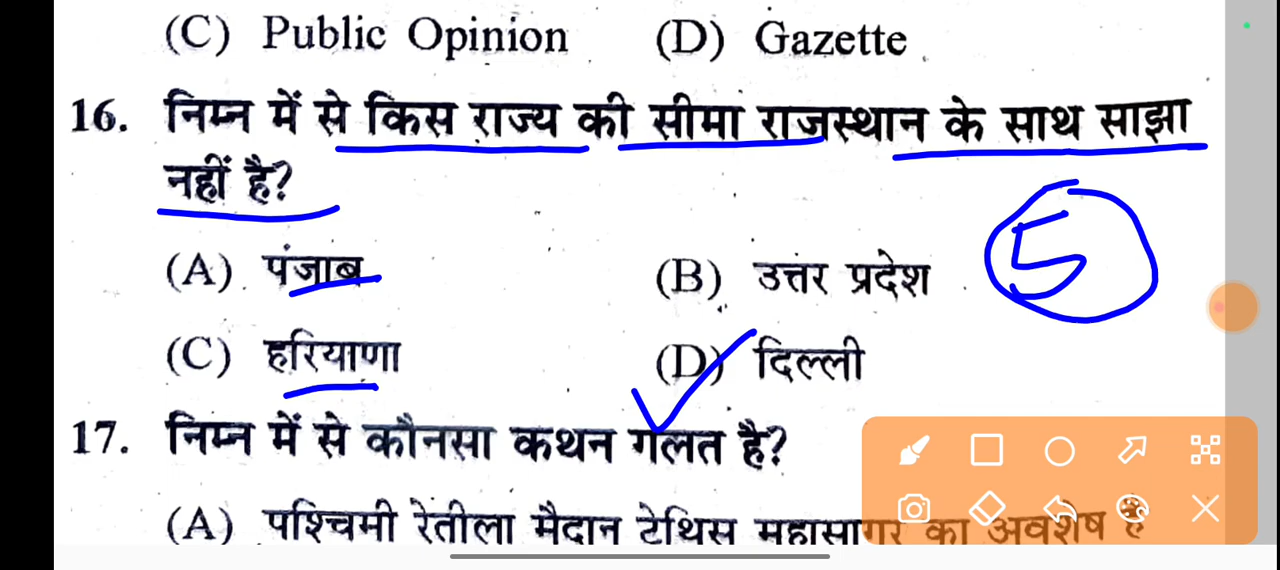 (C) Public Opinion (D) Gazette
16. निम्न में से किस राज्य की सीमा राजस्थान के साथ साझा
नहीं है?
5
(A) पंजाब (B) उत्तर प्रदेश
(C) हरियाणा (D) दिल्ली
17. निम्न में से कौनसा कथन गलत है?
(A) पश्चिमी रेतीला मैदान टेथिस महासागर का अवशेष है